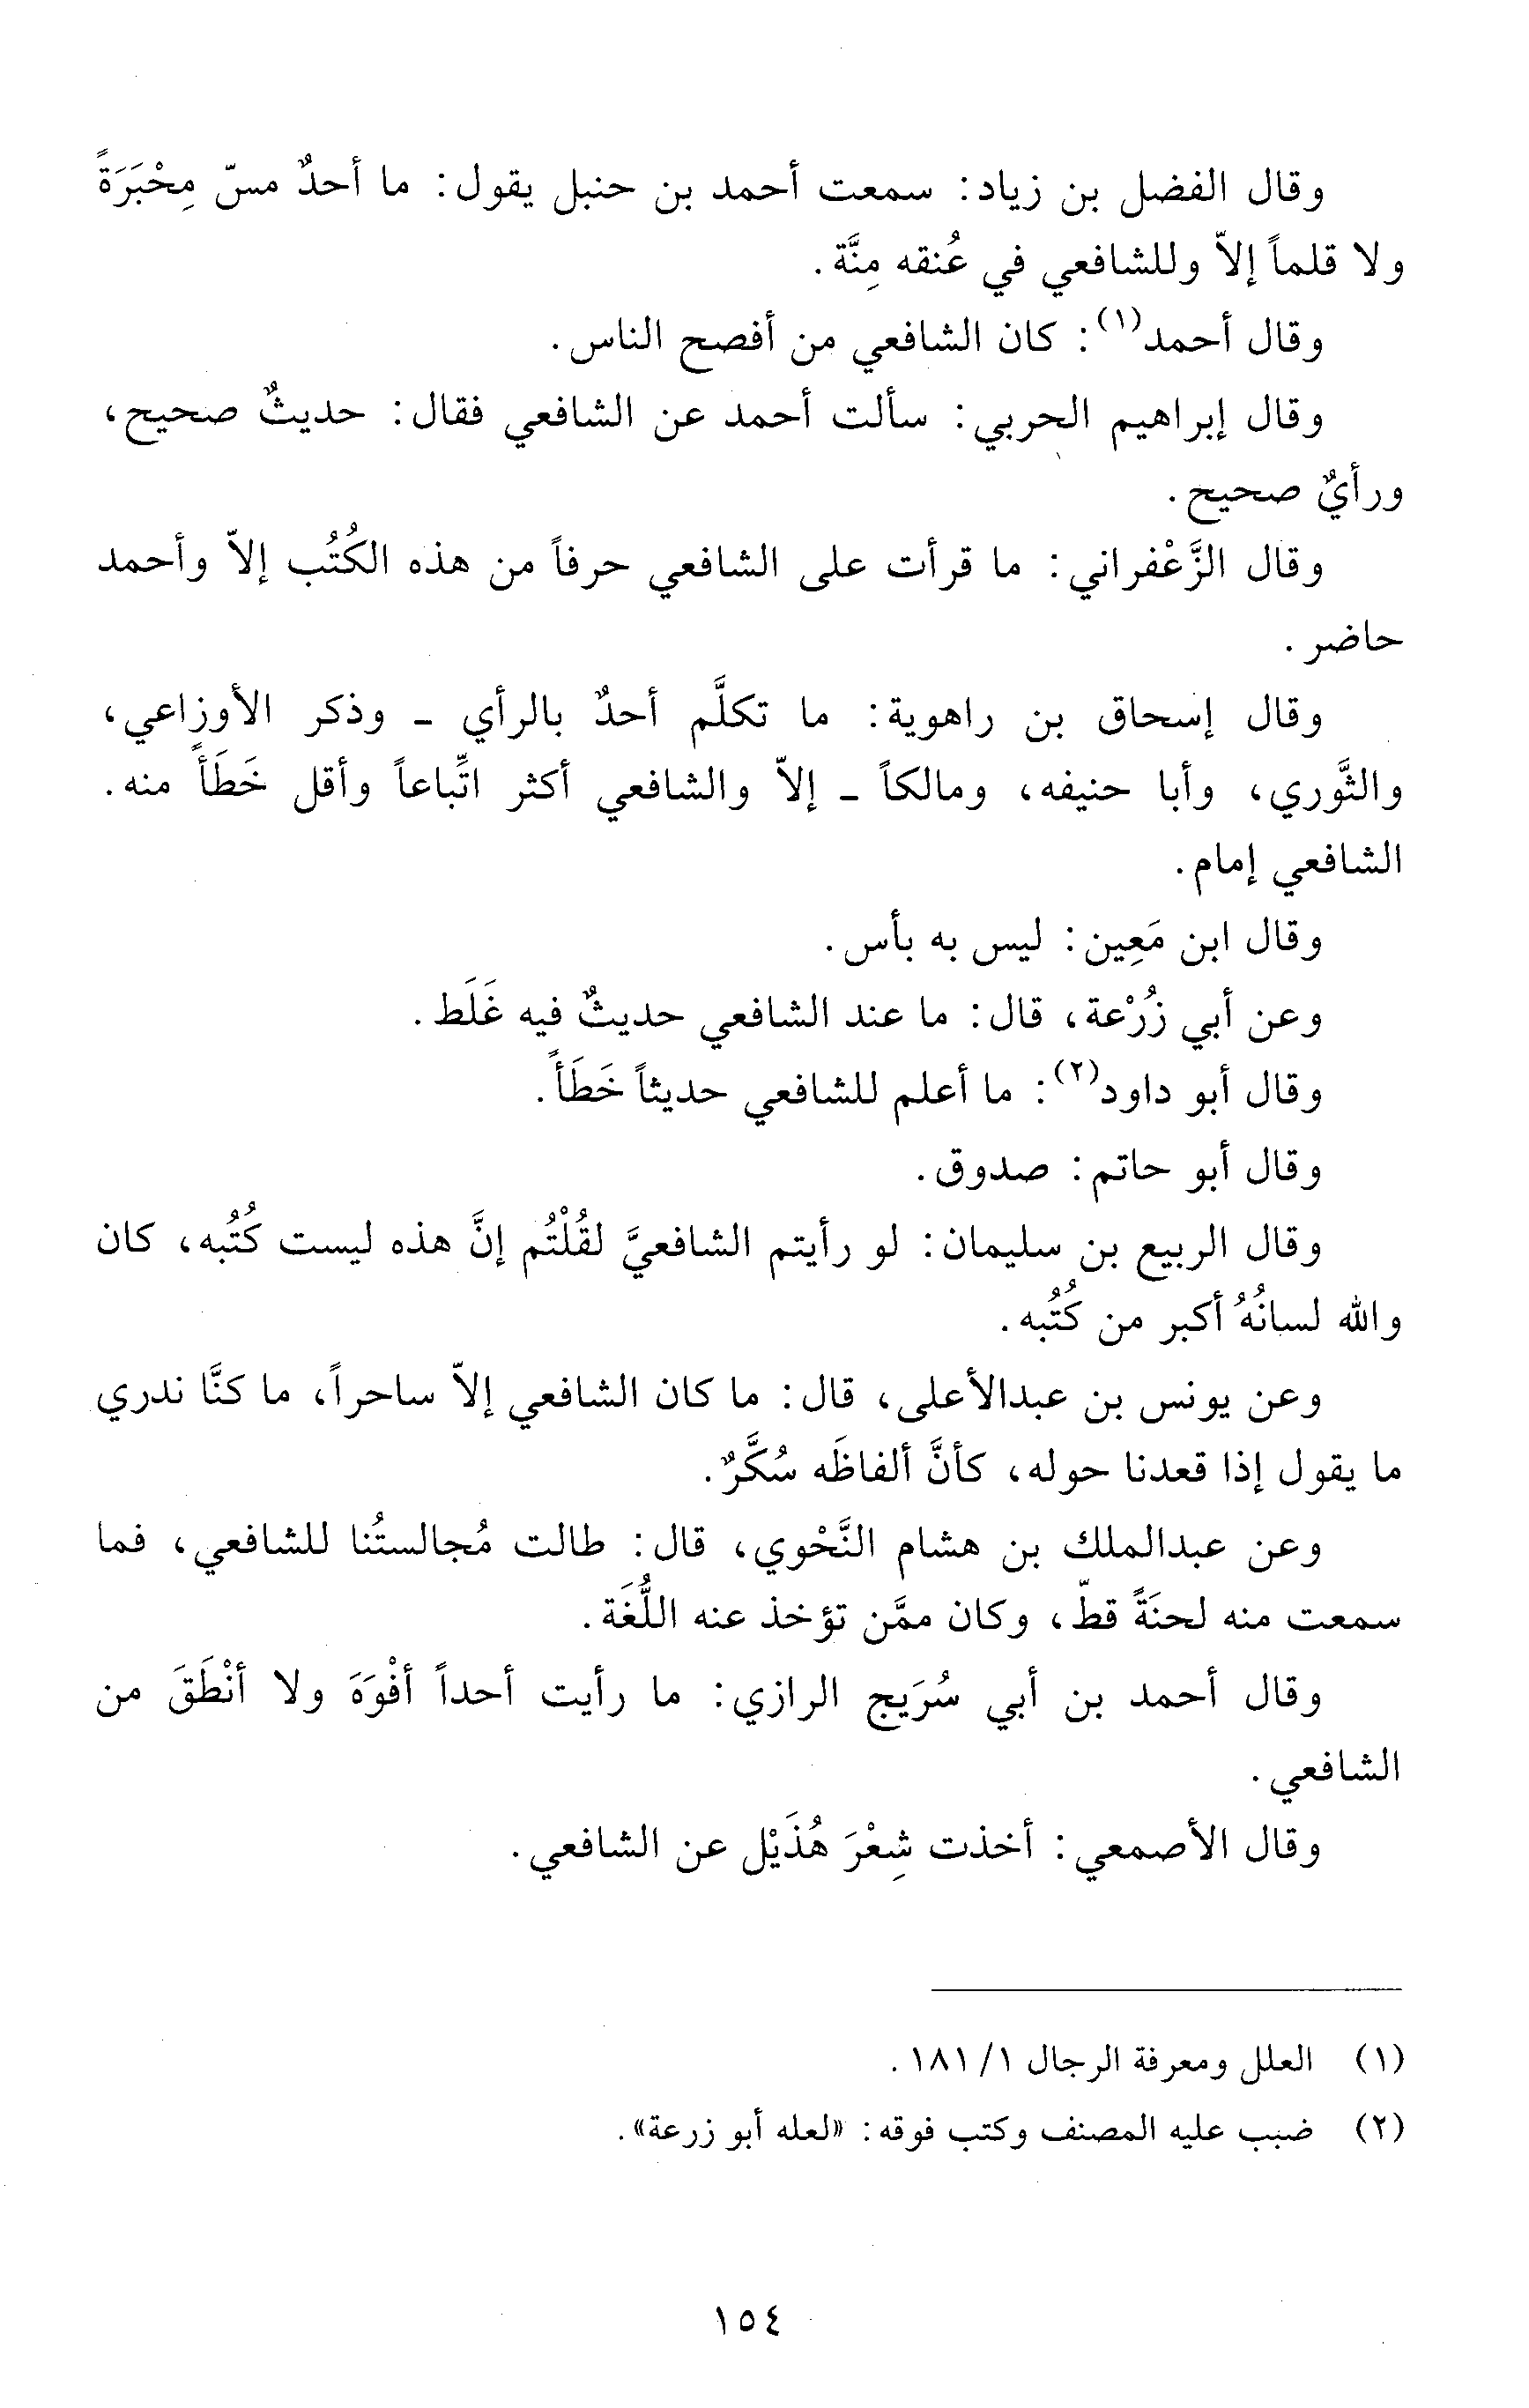 وقال الفضل بن زياد: سمعت أحمد بن حنبل يقول: ما أحدٌ مسّ مِحْبَرَةً
ولا قلماً إلاّ وللشافعي في عُنقه مِنَّة.
وقال أحمد(١): كان الشافعي من أفصح الناس.
وقال إبراهيم الحربي: سألت أحمد عن الشافعي فقال: حديثٌ صحيح،
ورأيٌ صحيح.
وقال الزَّعْفراني: ما قرأت على الشافعي حرفاً من هذه الكُتُب إلاّ وأحمد
حاضر.
وقال إسحاق بن راهوية: ما تكلَّم أحدٌ بالرأي - وذكر الأوزاعي،
والثَّوري، وأبا حنيفه، ومالكاً - إلاّ والشافعي أكثر اتِّباعاً وأقل خَطَأً منه.
الشافعي إمام.
وقال ابن مَعِين: ليس به بأس.
وعن أبي زُرْعة، قال: ما عند الشافعي حديثٌ فيه غَلَط.
وقال أبو داود(٢): ما أعلم للشافعي حديثاً خَطَأً.
وقال أبو حاتم: صدوق.
وقال الربيع بن سليمان: لو رأيتم الشافعيَّ لقُلْتُم إنَّ هذه ليست كُتُبه، كان
والله لسانُهُ أكبر من كُتُبه.
وعن يونس بن عبدالأعلى، قال: ما كان الشافعي إلاّ ساحراً، ما كنَّا ندري
ما يقول إذا قعدنا حوله، كأنَّ ألفاظَه سُكَّرٌ.
وعن عبدالملك بن هشام النَّحْوي، قال: طالت مُجالستُنا للشافعي، فما
سمعت منه لحنَةً قطّ، وكان ممَّن تؤخذ عنه اللُّغَة.
وقال أحمد بن أبي سُرَيج الرازي: ما رأيت أحداً أفْوَهَ ولا أنْطَقَ من
الشافعي.
وقال الأصمعي: أخذت شِعْرَ هُذَيْل عن الشافعي.
(١) العلل ومعرفة الرجال ١/ ١٨١.
(٢) ضبب عليه المصنف وكتب فوقه: «لعله أبو زرعة».
١٥٤